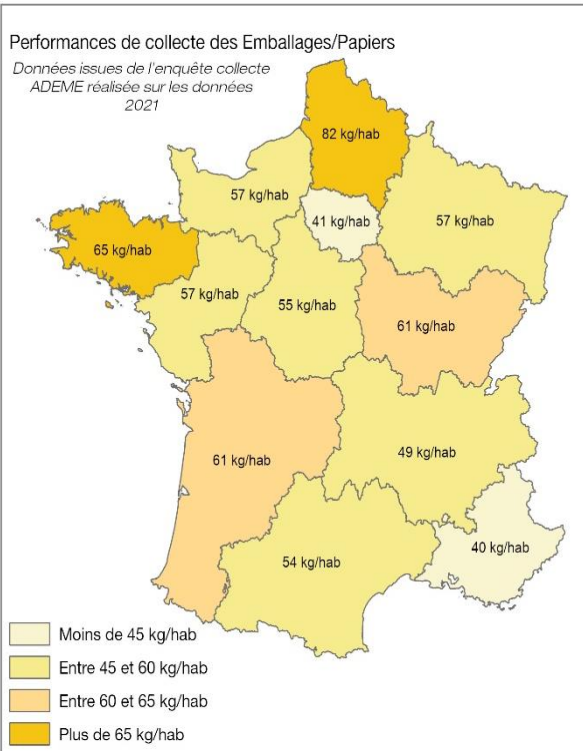 Performances de collecte des Emballages/Papiers
Données issues de l'enquête collecte
ADEME réalisée sur les données
2021
82 kg/hab
57 kg/hab
41 kg/hab
57 kg/hab
65 kg/hab
57 kg/hab
55 kg/hab
61 kg/hab
61 kg/hab
49 kg/hab
54 kg/hab
40 kg/hab
Moins de 45 kg/hab
Entre 45 et 60 kg/hab
Entre 60 et 65 kg/hab
Plus de 65 kg/hab